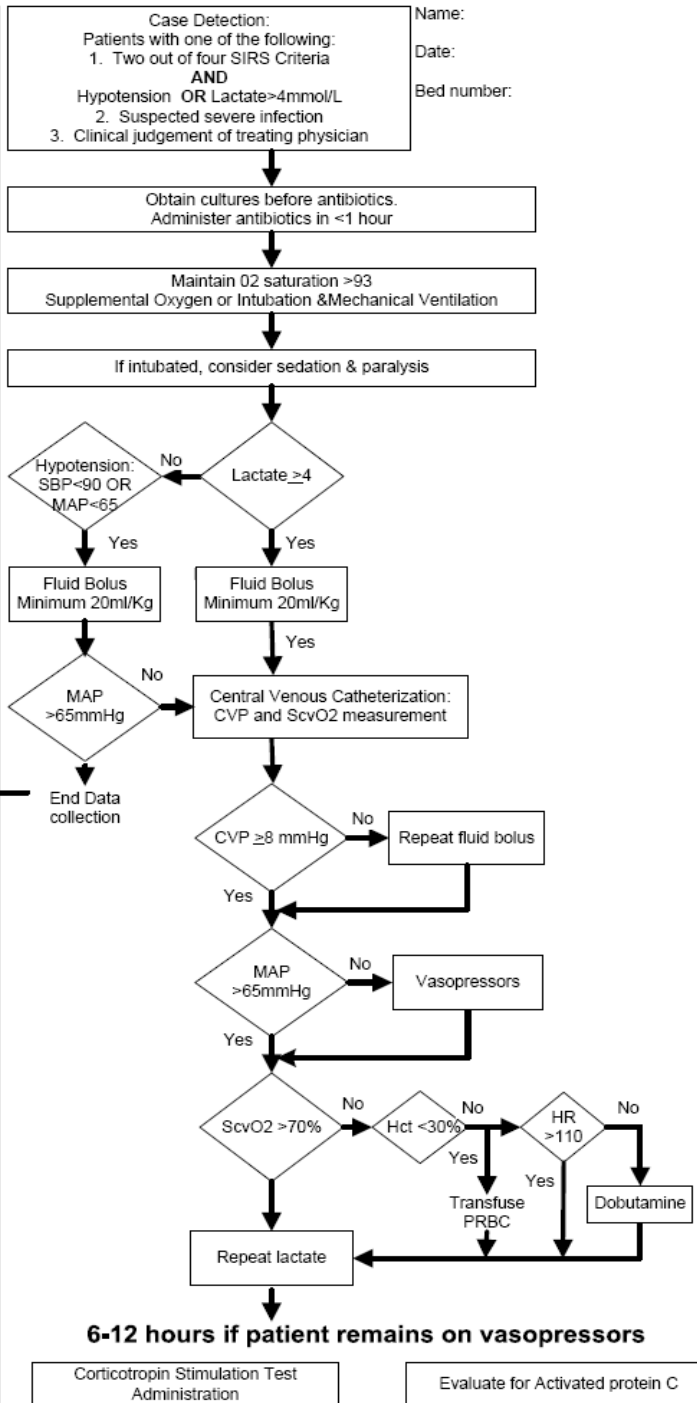 Case Detection:
Patients with one of the following:
1. Two out of four SIRS Criteria
AND
Hypotension OR Lactate>4mmol/L
2. Suspected severe infection
3. Clinical judgement of treating physician
Name:
Date:
Bed number:
Obtain cultures before antibiotics.
Administer antibiotics in <1 hour
Maintain 02 saturation >93
Supplemental Oxygen or Intubation &Mechanical Ventilation
If intubated, consider sedation & paralysis
Lactate >4
No
Hypotension:
SBP<90 OR
MAP<65
Yes
Yes
Fluid Bolus
Minimum 20ml/Kg
Fluid Bolus
Minimum 20ml/Kg
Yes
MAP
>65mmHg
No
Central Venous Catheterization:
CVP and ScvO2 measurement
End Data
collection
CVP ≥8 mmHg
No
Repeat fluid bolus
Yes
MAP
>65mmHg
No
Vasopressors
Yes
ScvO2 >70%
No
Hct <30%
No
HR
>110
No
Yes
Yes
Transfuse
PRBC
Dobutamine
Repeat lactate
6-12 hours if patient remains on vasopressors
Corticotropin Stimulation Test
Administration
Evaluate for Activated protein C